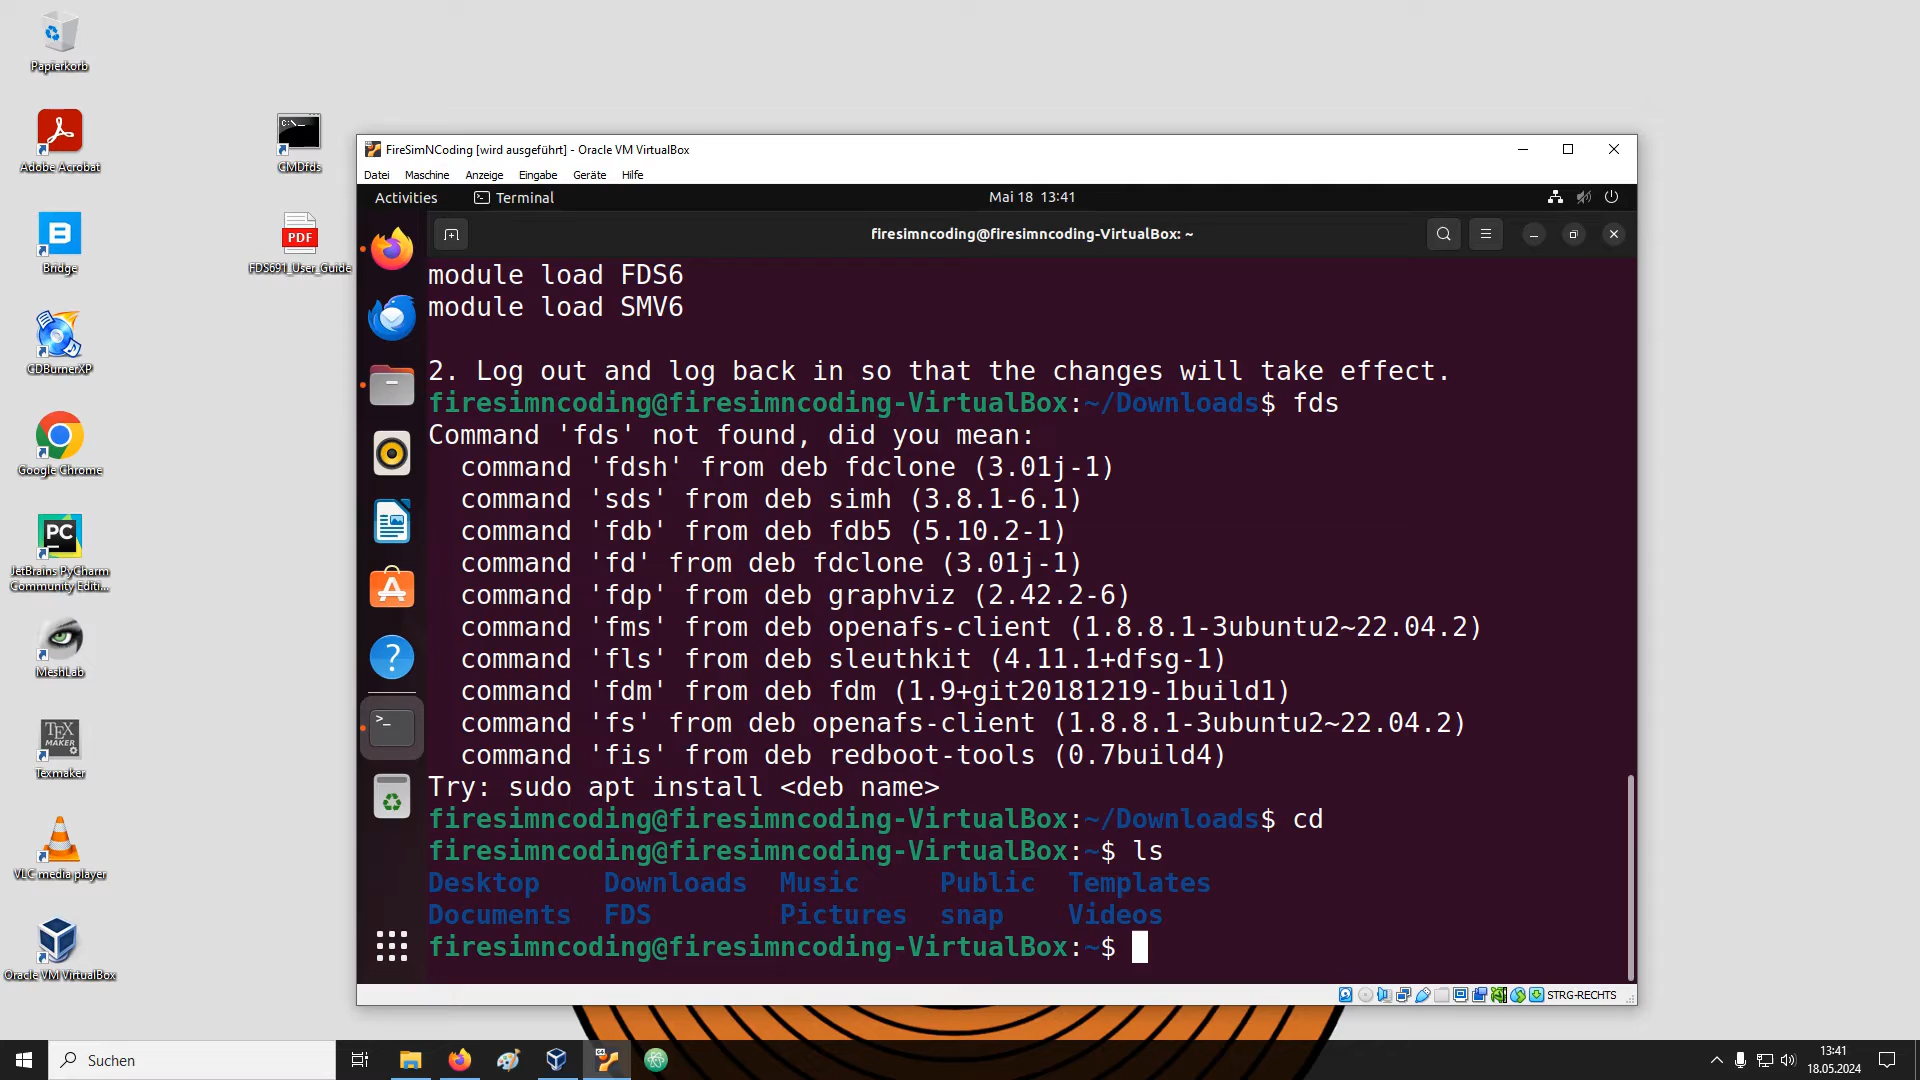 Papierkorb
Adobe Acrobat
CMDfds
Bridge
PDF
FDS691_User_Guide
CDBurnerXP
Google Chrome
PC
JetBrains PyCharm
Community Editi...
MeshLab
TEX
MAKER
Texmaker
VLC media player
Oracle VM VirtualBox
FireSimNCoding [wird ausgeführt] - Oracle VM VirtualBox
Datei Maschine Anzeige Eingabe Geräte Hilfe
Activities Terminal Mai 18 13:41
firesimncoding@firesimncoding-VirtualBox: ~
module load FDS6
module load SMV6
2. Log out and log back in so that the changes will take effect.
firesimncoding@firesimncoding-VirtualBox:~/Downloads$ fds
Command 'fds' not found, did you mean:
command 'fdsh' from deb fdclone (3.01j-1)
command 'sds' from deb simh (3.8.1-6.1)
command 'fdb' from deb fdb5 (5.10.2-1)
command 'fd' from deb fdclone (3.01j-1)
command 'fdp' from deb graphviz (2.42.2-6)
command 'fms' from deb openafs-client (1.8.8.1-3ubuntu2~22.04.2)
command 'fls' from deb sleuthkit (4.11.1+dfsg-1)
command 'fdm' from deb fdm (1.9+git20181219-1build1)
command 'fs' from deb openafs-client (1.8.8.1-3ubuntu2~22.04.2)
command 'fis' from deb redboot-tools (0.7build4)
Try: sudo apt install <deb name>
firesimncoding@firesimncoding-VirtualBox:~/Downloads$ cd
firesimncoding@firesimncoding-VirtualBox:~$ ls
Desktop Downloads Music Public Templates
Documents FDS Pictures snap Videos
firesimncoding@firesimncoding-VirtualBox:~$
STRG-RECHTS
Suchen
13:41
18.05.2024